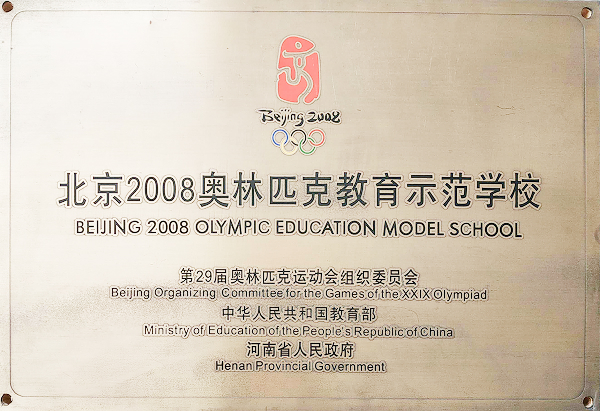 Beijing 2008
北京2008奥林匹克教育示范学校
BEIJING 2008 OLYMPIC EDUCATION MODEL SCHOOL
第29届奥林匹克运动会组织委员会
Beijing Organizing Committee for the Games of the XXIX Olympiad
中华人民共和国教育部
Ministry of Education of the People's Republic of China
河南省人民政府
Henan Provincial Government